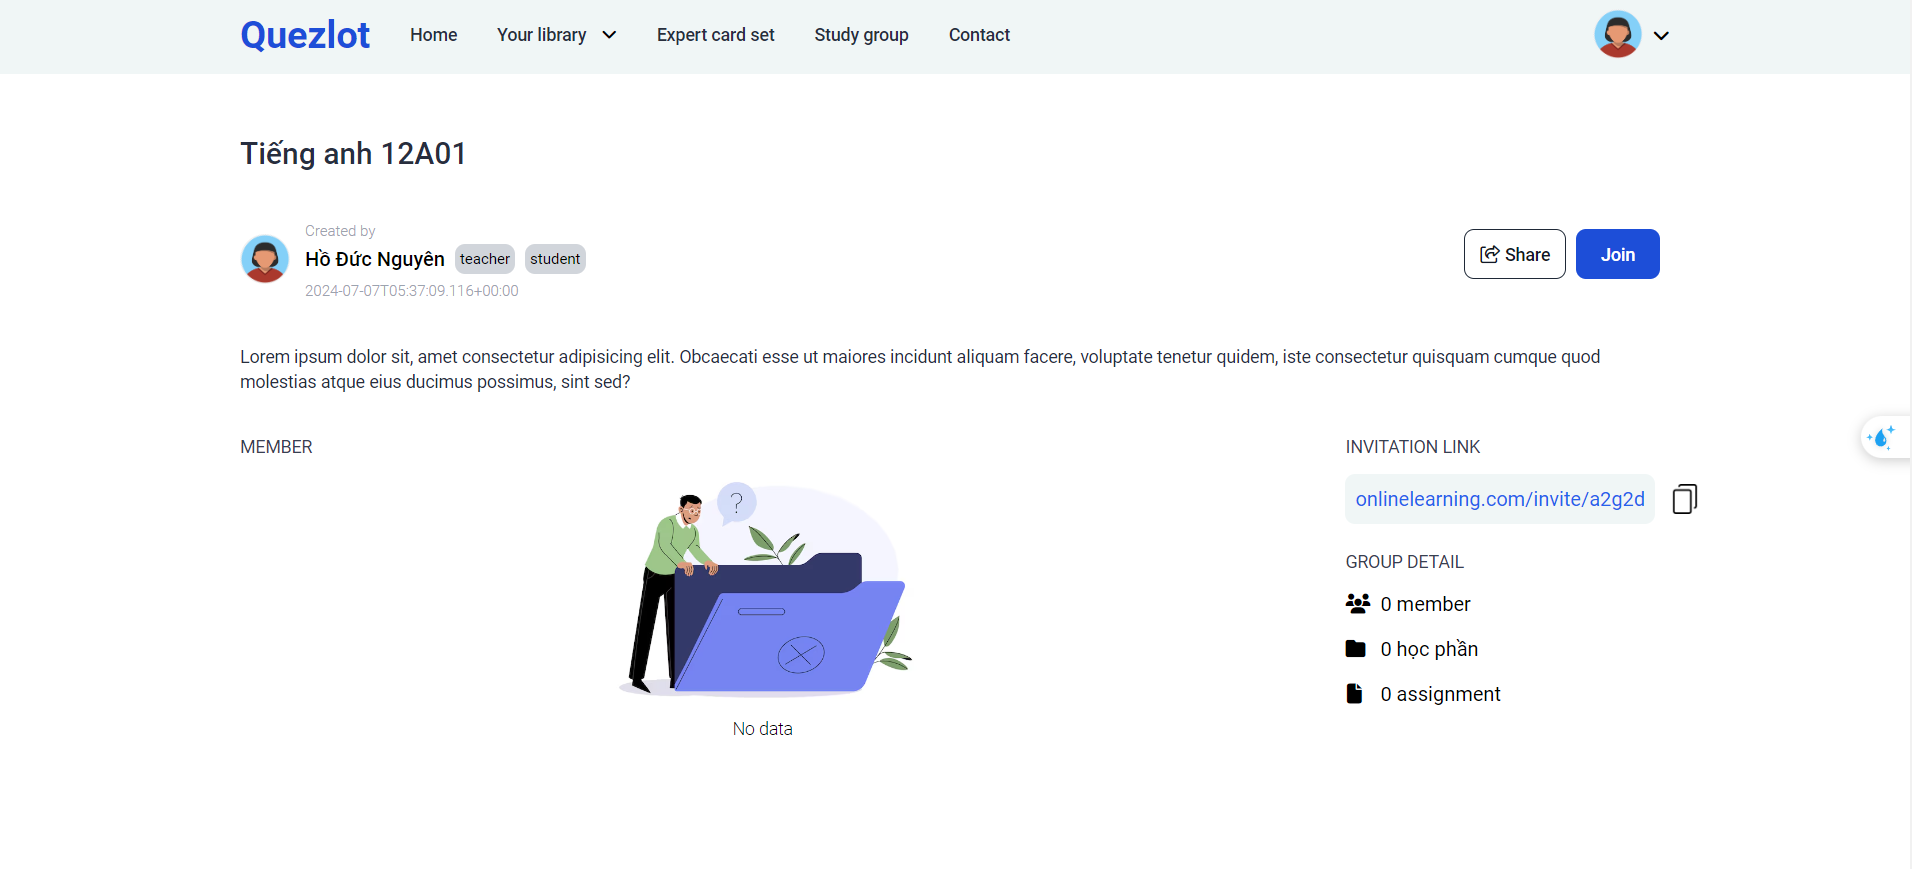 Quezlot
Home
Your library
Expert card set
Study group
Contact
Tiếng anh 12A01
Created by
Hồ Đức Nguyên teacher student
2024-07-07T05:37:09.116+00:00
Share
Join
Lorem ipsum dolor sit, amet consectetur adipisicing elit. Obcaecati esse ut maiores incidunt aliquam facere, voluptate tenetur quidem, iste consectetur quisquam cumque quod
molestias atque eius ducimus possimus, sint sed?
MEMBER
?
No data
INVITATION LINK
onlinelearning.com/invite/a2g2d
GROUP DETAIL
0 member
0 học phần
0 assignment